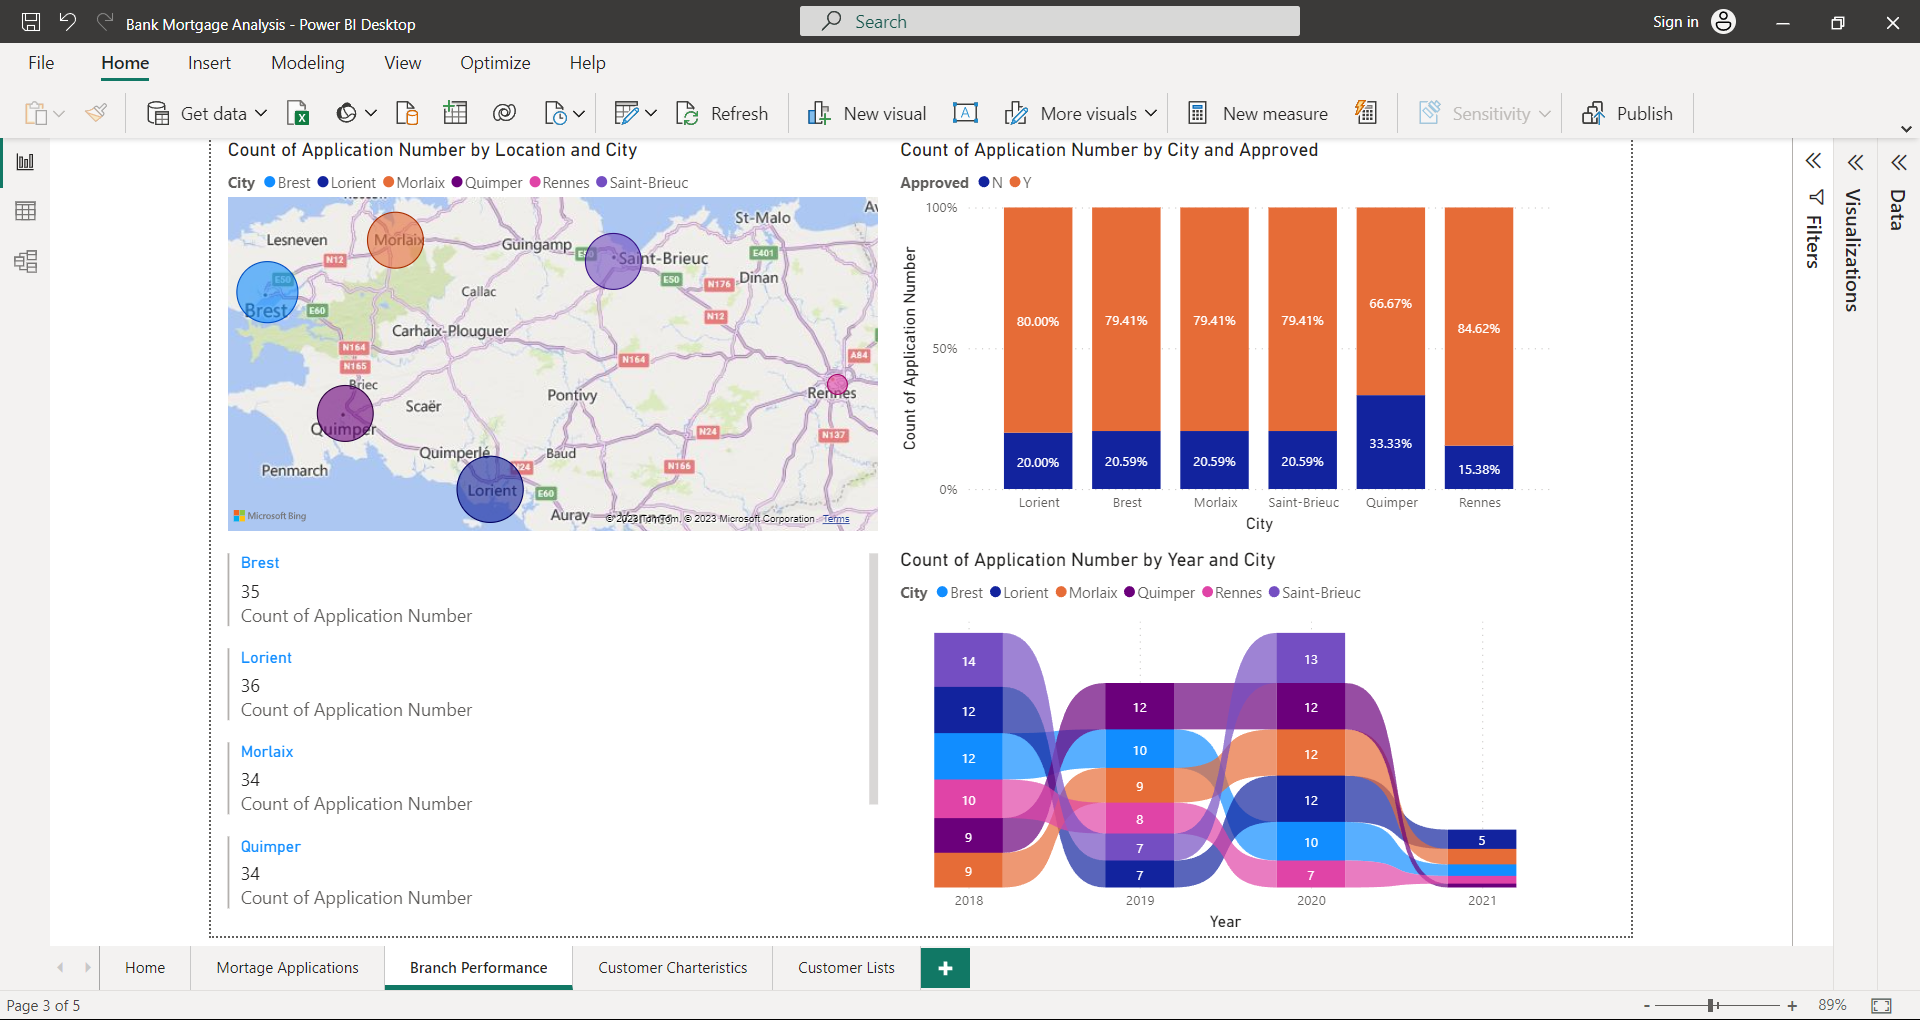 Bank Mortgage Analysis - Power BI Desktop
Search
Sign in
File Home Insert Modeling View Optimize Help
Get data
Refresh
New visual
More visuals
New measure
Sensitivity
Publish
Count of Application Number by Location and City
City Brest Lorient Morlaix Quimper Rennes Saint-Brieuc
St-Malo
Lesneven
Morlaix
Guingamp
Saint-Brieuc
E401
N12
E50
E50
Dinan
N176
Callac
Brest
E60
N12
Carhaix-Plouguer
N164
N164
A84
N165
Briec
Rennes
Pontivy
Scaër
Quimper
N24
N137
Quimperlé
Baud
Penmarch
N166
24
Lorient
E60
Auray
Microsoft Bing
© 2023 TomTom, © 2023 Microsoft Corporation Terms
Brest
35
Count of Application Number
Lorient
36
Count of Application Number
Morlaix
34
Count of Application Number
Quimper
34
Count of Application Number
Count of Application Number by City and Approved
Approved N Y
Count of Application Number
100%
50%
0%
80.00% 79.41% 79.41% 79.41% 66.67% 84.62%
20.00% 20.59% 20.59% 20.59% 33.33% 15.38%
Lorient Brest Morlaix Saint-Brieuc Quimper Rennes
City
Count of Application Number by Year and City
City Brest Lorient Morlaix Quimper Rennes Saint-Brieuc
14
12
12
10
9
9
12
10
9
8
7
7
13
12
12
12
10
7
5
2018 2019 2020 2021
Year
Filters
Visualizations
Data
Home Mortage Applications Branch Performance Customer Charteristics Customer Lists
Page 3 of 5
- + 89%